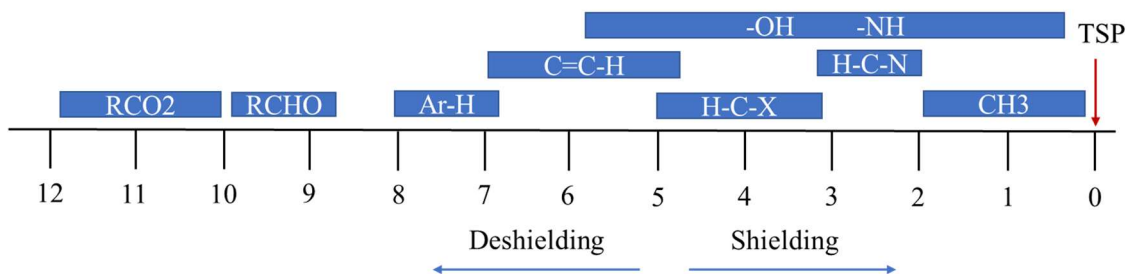 -OH -NH
TSP
C=C-H
H-C-N
RCO2
RCHO
Ar-H
H-C-X
CH3
12 11 10 9 8 7 6 5 4 3 2 1 0
Deshielding
Shielding